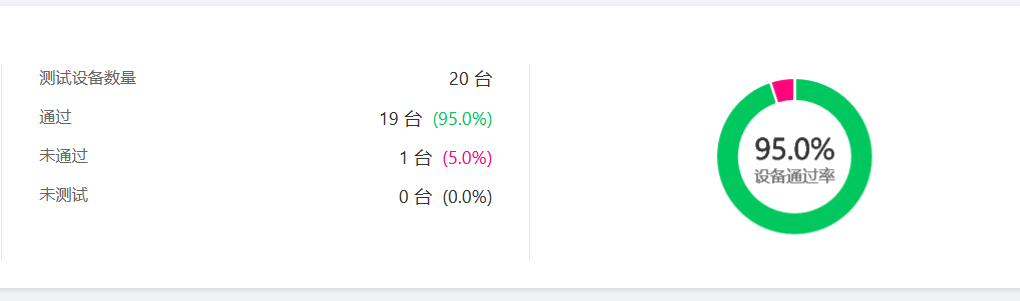 测试设备数量 20 台
通过 19 台 (95.0%)
未通过 1 台 (5.0%)
未测试 0 台 (0.0%)
95.0%
设备通过率